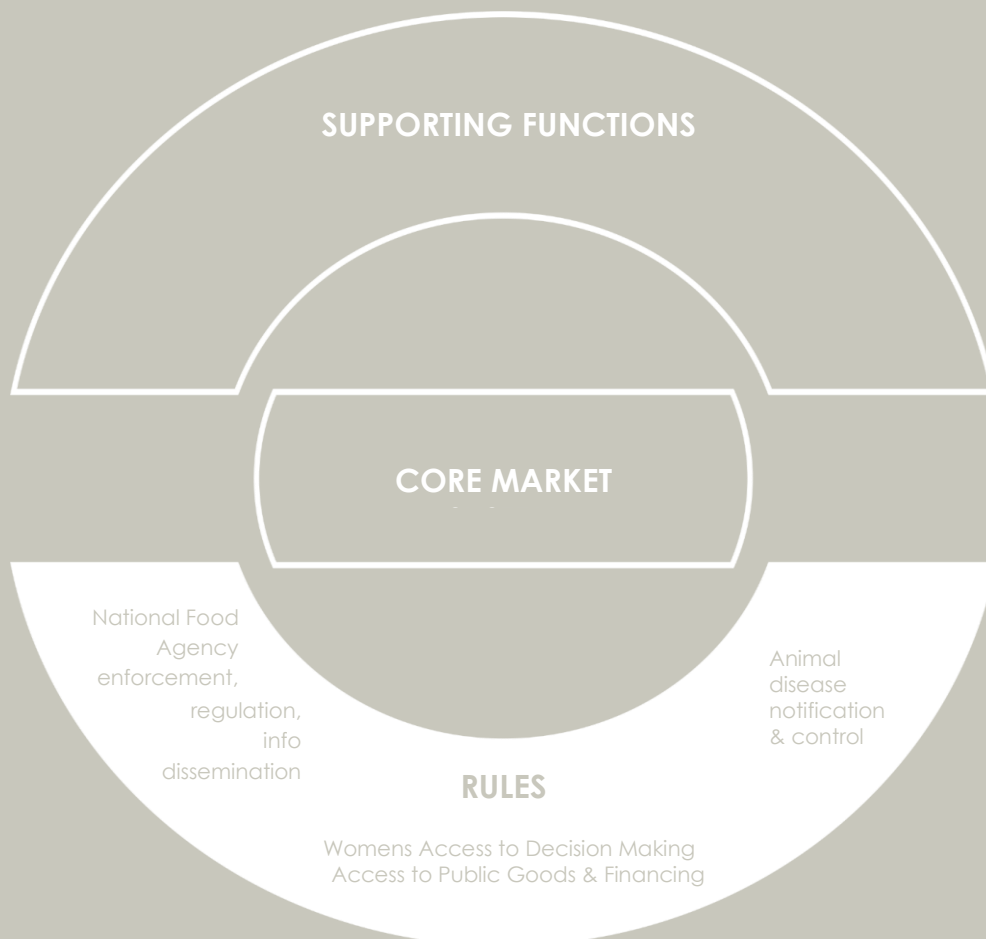 SUPPORTING FUNCTIONS
CORE MARKET
National Food
Agency
enforcement,
regulation,
info
dissemination
Animal
disease
notification
& control
RULES
Womens Access to Decision Making
Access to Public Goods & Financing